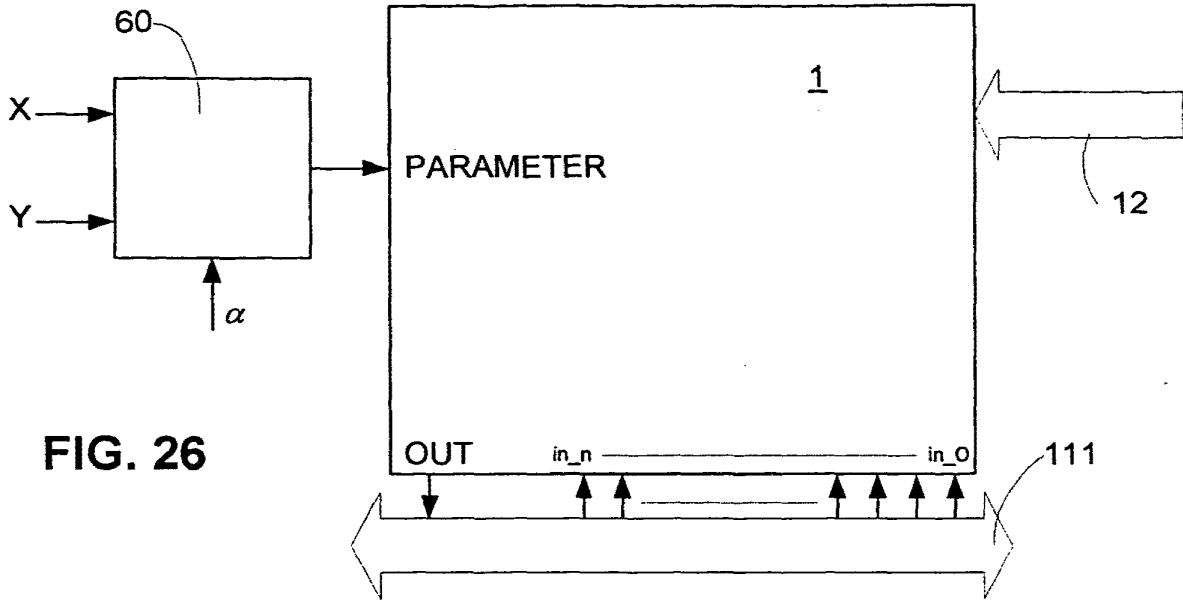 60
1
X
12
PARAMETER
Y
α
FIG. 26
OUT in_n in_0
111